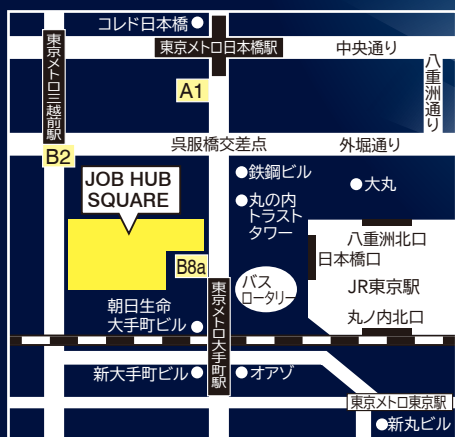 コレド日本橋
東京メトロ日本橋駅
中央通り
八重洲通り
東京メトロ三越前駅
A1
B2
呉服橋交差点
外堀通り
JOB HUB
SQUARE
鉄鋼ビル
大丸
丸の内
トラスト
タワー
八重洲北口
日本橋口
B8a
バス
ロータリー
JR東京駅
朝日生命
大手町ビル
東京メトロ大手町駅
丸ノ内北口
新大手町ビル
オアゾ
東京メトロ東京駅
新丸ビル